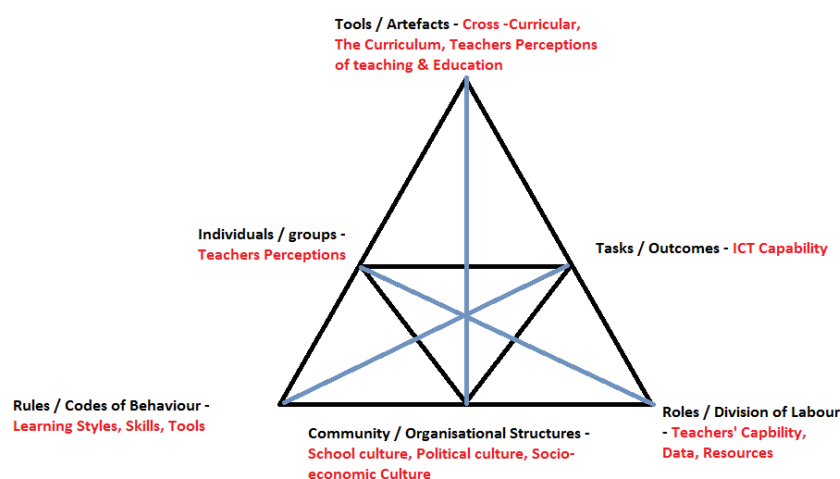 Tools / Artefacts - Cross -Curricular,
The Curriculum, Teachers Perceptions
of teaching & Education
Individuals / groups -
Teachers Perceptions
Tasks / Outcomes - ICT Capability
Rules / Codes of Behaviour -
Learning Styles, Skills, Tools
Community / Organisational Structures -
School culture, Political culture, Socio-
economic Culture
Roles / Division of Labour
- Teachers' Capbility,
Data, Resources